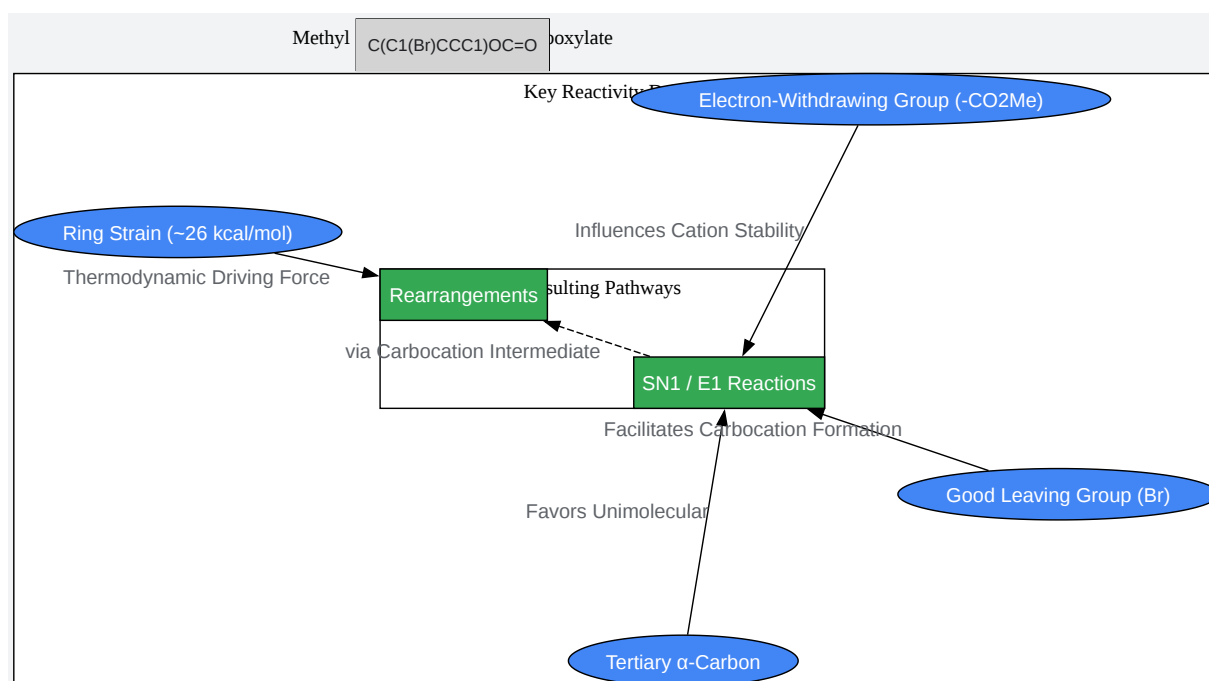 Methyl
C(C1(Br)CCC1)OC=O
Key Reactivity
Electron-Withdrawing Group (-CO2Me)
Ring Strain (~26 kcal/mol)
Influences Cation Stability
Thermodynamic Driving Force
Rearrangements
Pathways
via Carbocation Intermediate
SN1 / E1 Reactions
Facilitates Carbocation Formation
Good Leaving Group (Br)
Favors Unimolecular
Tertiary α-Carbon